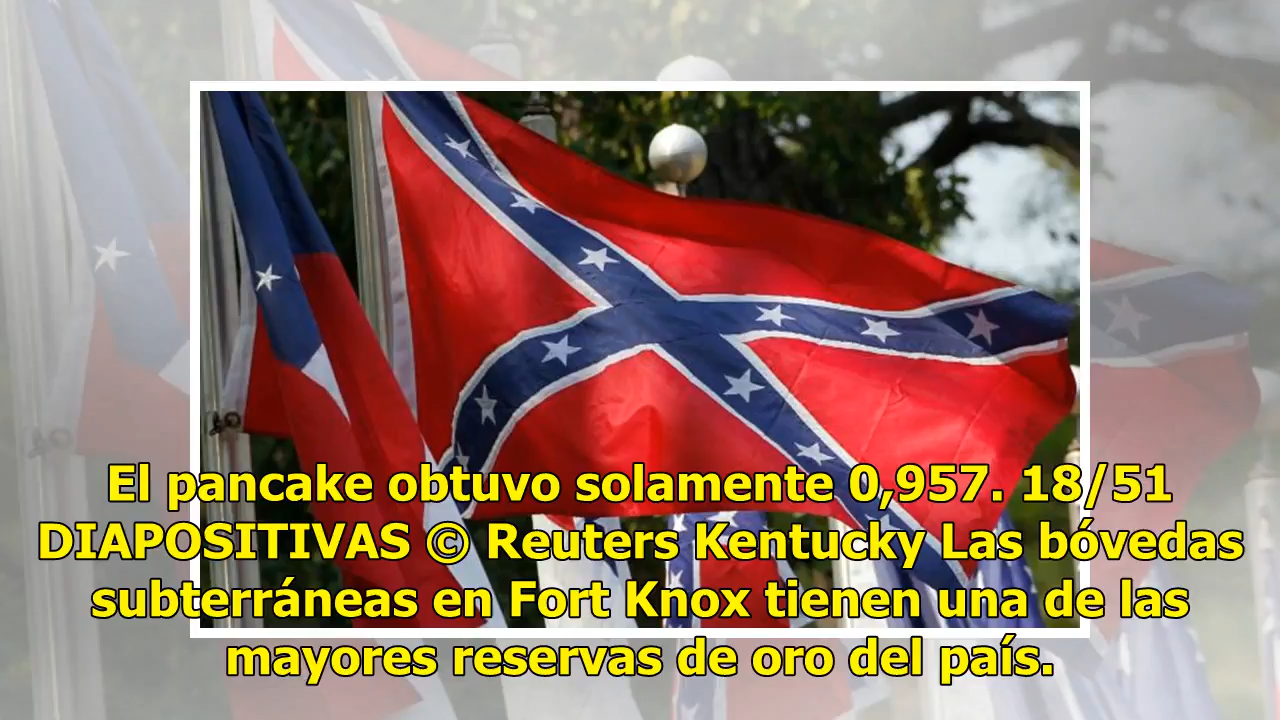 El pancake obtuvo solamente 0,957. 18/51
DIAPOSITIVAS © Reuters Kentucky Las bóvedas
subterráneas en Fort Knox tienen una de las
mayores reservas de oro del país.